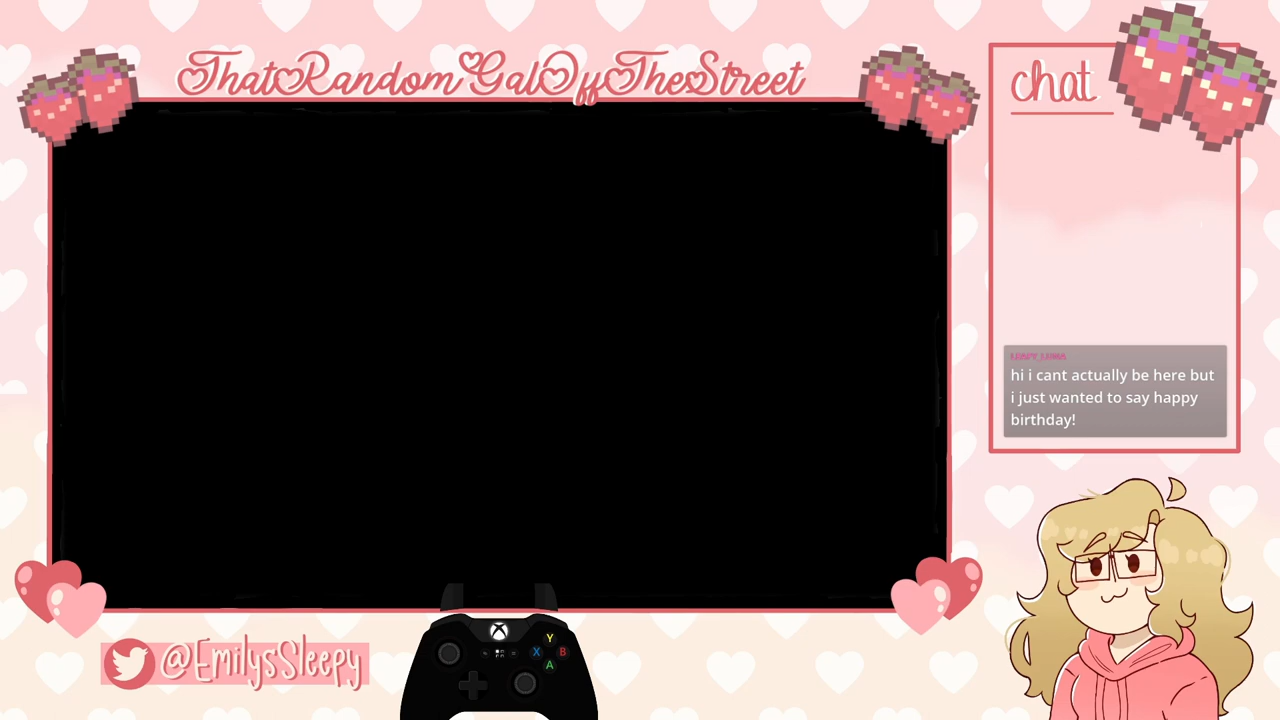 ThatRandomGalOffTheStreet
chat
hi i cant actually be here but
i just wanted to say happy
birthday!
@EmilysSleepy
Y
X
B
A